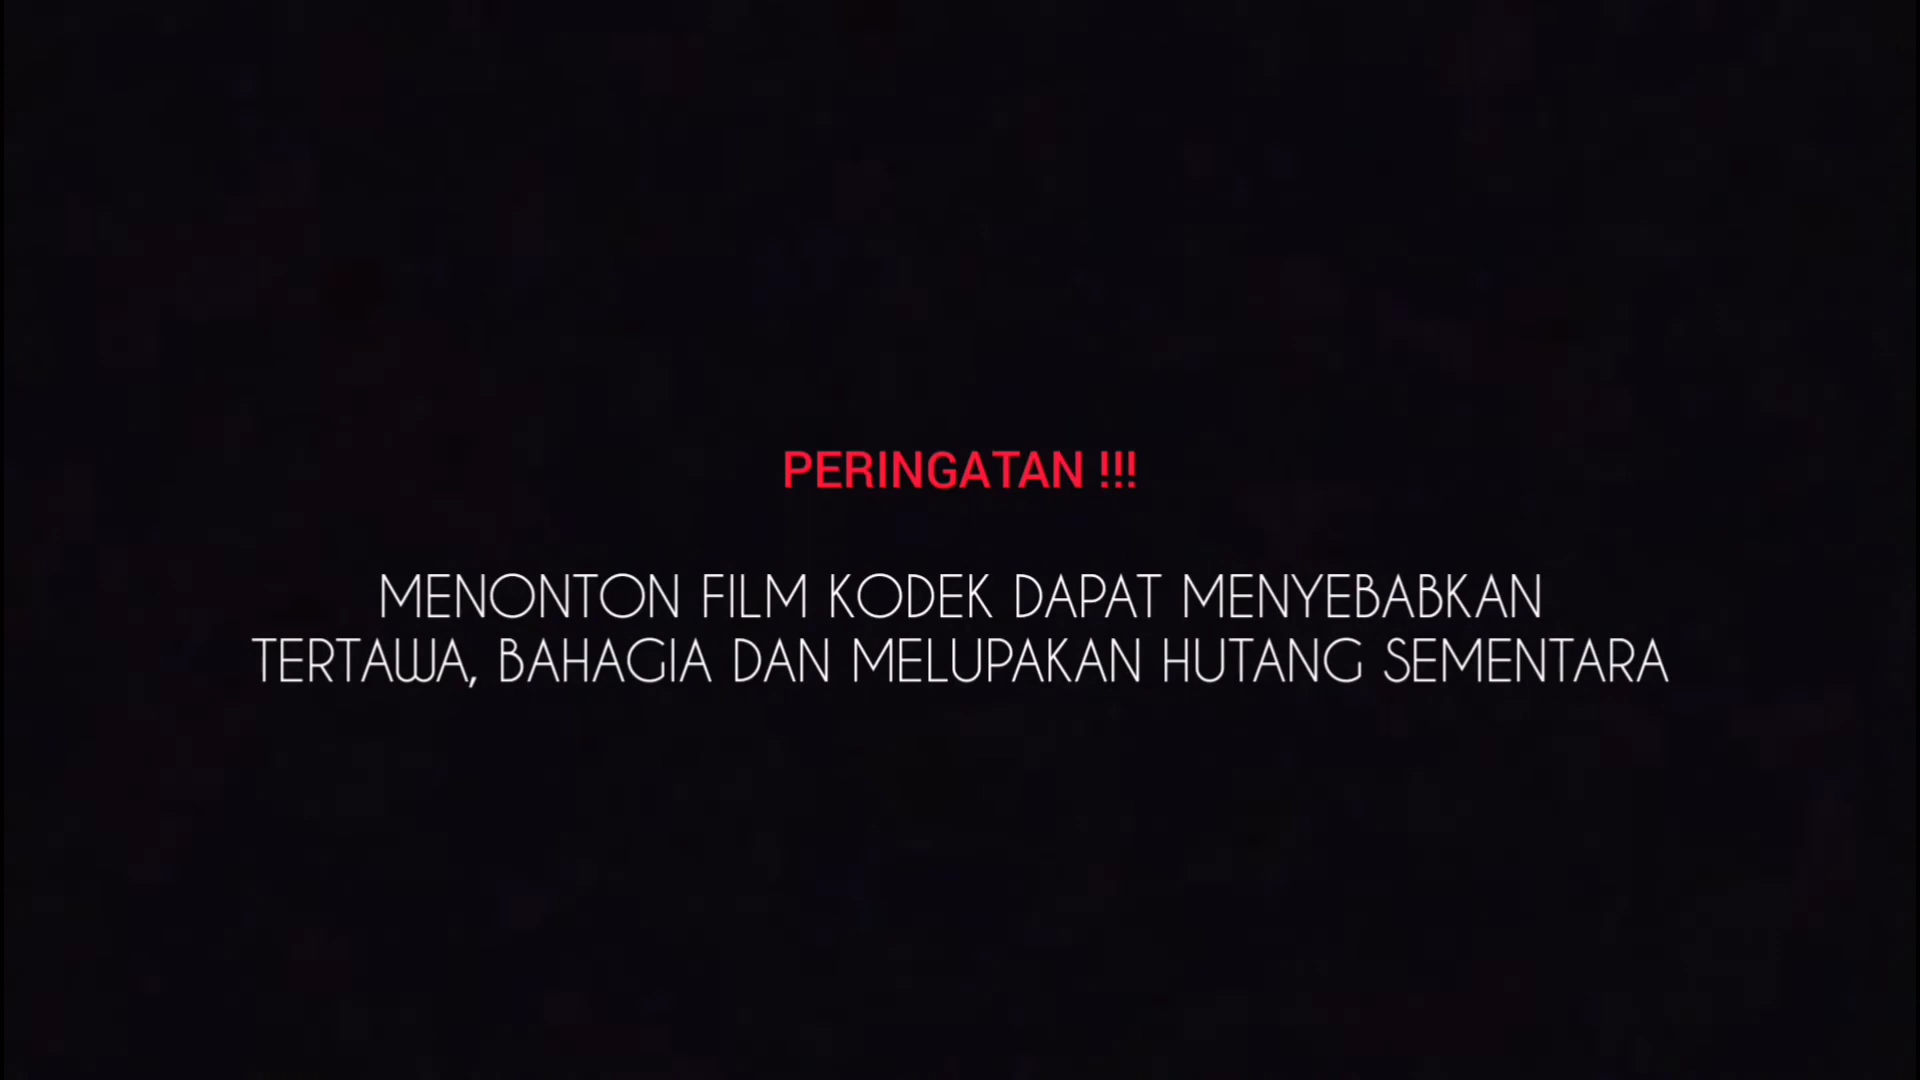 PERINGATAN !!!
MENONTON FILM KODEK DAPAT MENYEBABKAN
TERTAWA, BAHAGIA DAN MELUPAKAN HUTANG SEMENTARA